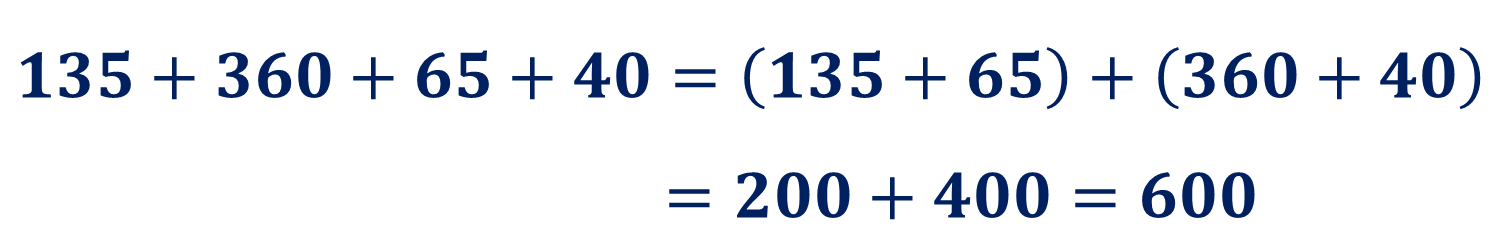 135 + 360 + 65 + 40 = (135 + 65) + (360 + 40)
= 200 + 400 = 600